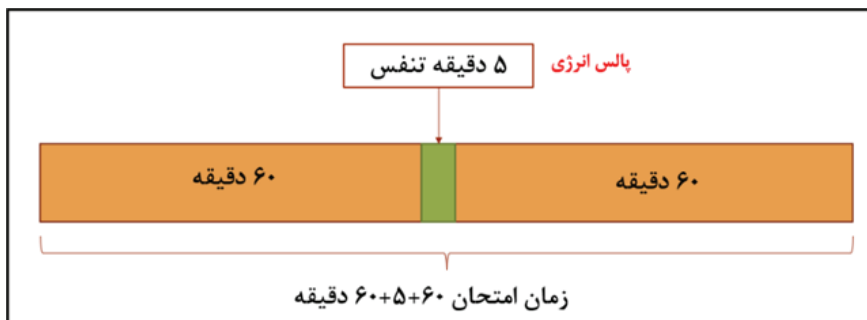 پالس انرژی
۵ دقیقه تنفس
۶۰ دقیقه
۶۰ دقیقه
زمان امتحان ۶۰+۵+۶۰ دقیقه